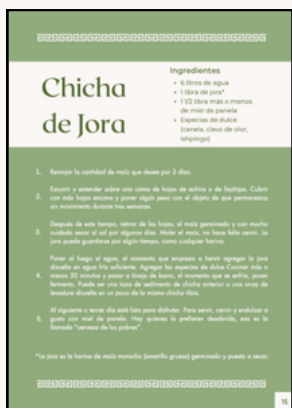 Chicha
de Jora
Ingredientes
• 6 litros de agua
• 1 libra de jora*
• 1 1/2 libra más o menos
de miel de panela
• Especias de dulce
(canela, clavo de olor,
ishpingo)
1. Remojar la cantidad de maíz que desee por 3 días.
2. Escurrir y extender sobre una cama de hojas de achira o de lizahipa. Cubrir
con más hojas encima y poner algún peso con el objeto de que permanezca
sin movimiento durante tres semanas.
3. Después de este tiempo, retirar de las hojas, el maíz germinado y con mucho
cuidado secar al sol por algunos días. Moler el maíz, no hace falta cernir. La
jora puede guardarse por algún tiempo, como cualquier harina.
4. Poner al fuego el agua, al momento que empieza a hervir agregar la jora
disuelta en agua fría suficiente. Agregar las especias de dulce Cocinar más o
menos 30 minutos y pasar a tinaja de barro, al momento que se enfría, poner
fermento. Puede ser una taza de sedimento de chicha anterior o una onza de
levadura disuelta en un poco de la misma chicha tibia.
5. Al siguiente o tercer día está lista para disfrutar. Para servir, cernir y endulzar a
gusto con miel de panela. Hay quienes la prefieren desabrida, esa es la
llamada "cerveza de los pobres".
*La jora es la harina de maíz morocho (amarillo grueso) germinado y puesto a secar.
15